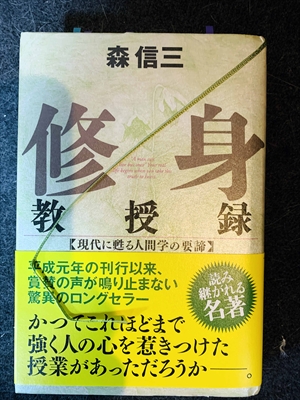 森信三
修身
教授録
【現代に甦る人間学の要諦】
平成元年の刊行以来、
賞賛の声が鳴り止まない
驚異のロングセラー
読み
継がれる
名著
かつてこれほどまで
強く人の心を惹きつけた
授業があっただろうか――。